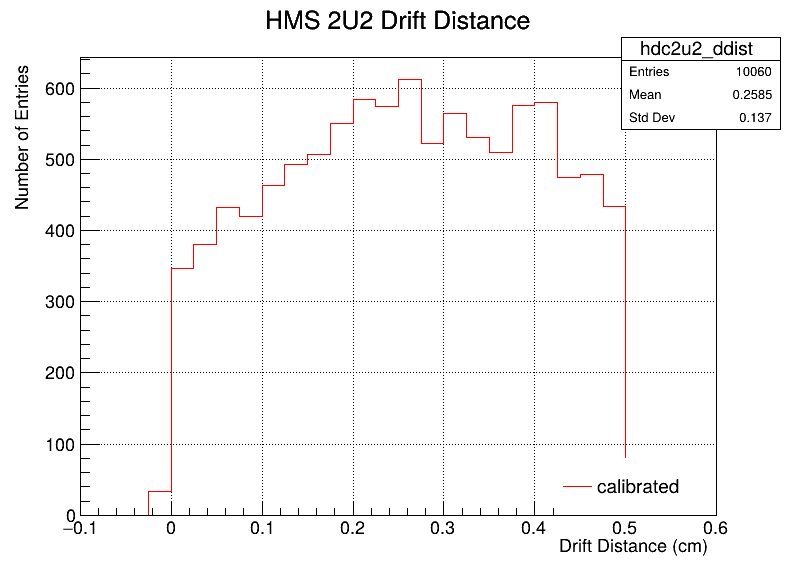 HMS 2U2 Drift Distance
hdc2u2_ddist
Entries 10060
Mean 0.2585
Std Dev 0.137
Number of Entries
600
500
400
300
200
100
0
−0.1 0 0.1 0.2 0.3 0.4 0.5 0.6
Drift Distance (cm)
calibrated